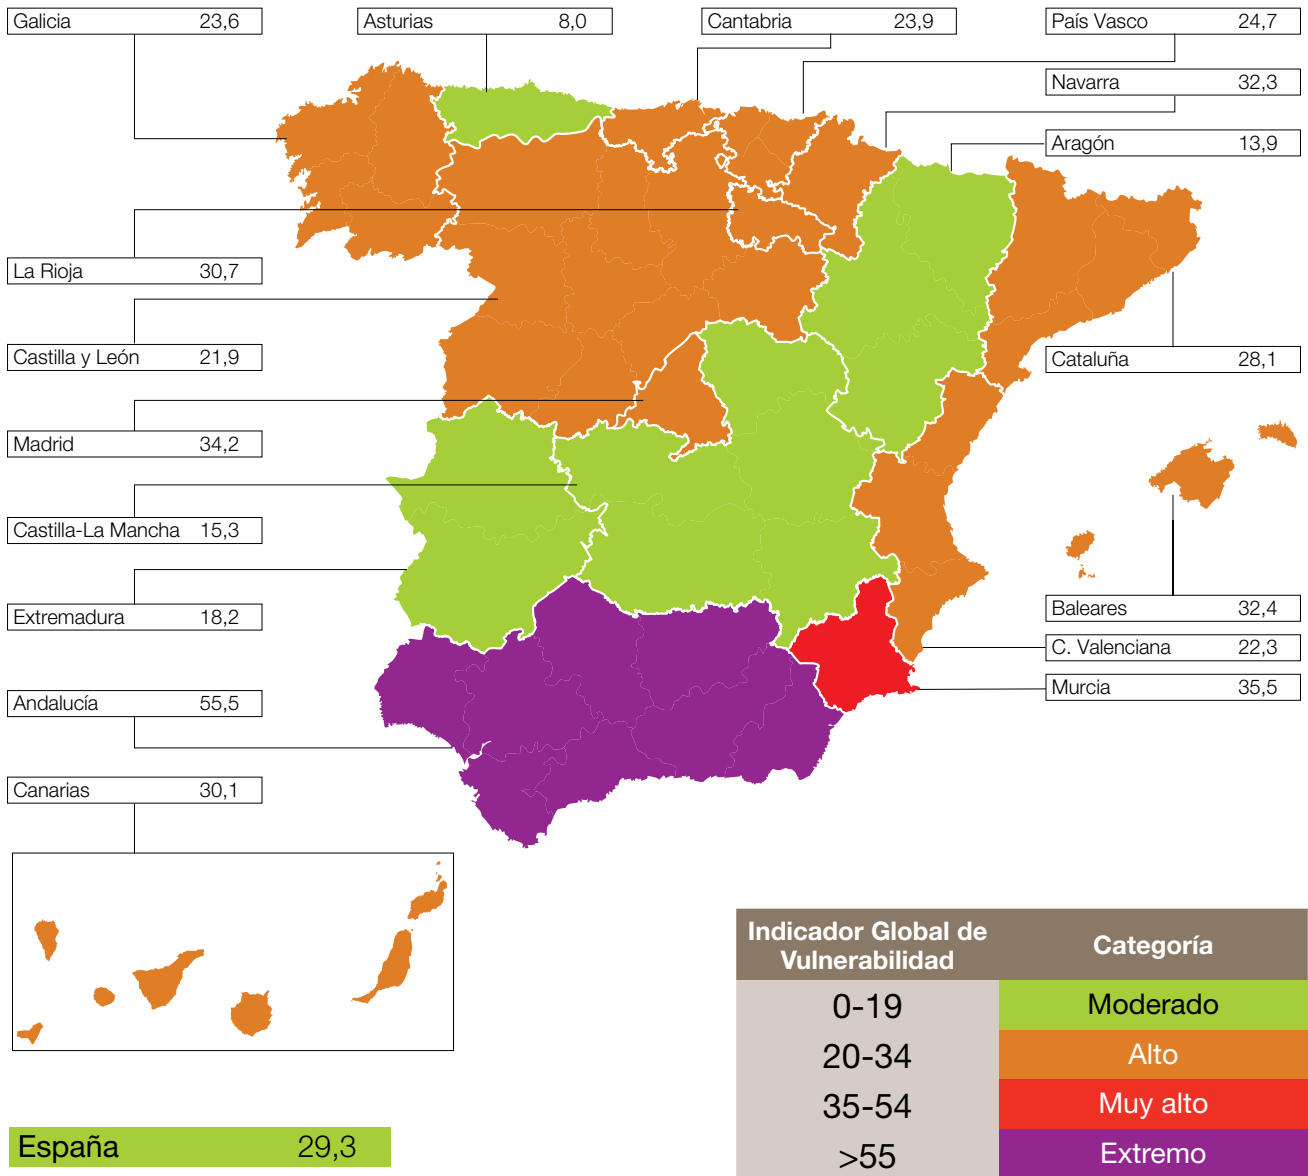 Galicia 23,6
Asturias 8,0
Cantabria 23,9
País Vasco 24,7
Navarra 32,3
Aragón 13,9
La Rioja 30,7
Castilla y León 21,9
Cataluña 28,1
Madrid 34,2
Castilla-La Mancha 15,3
Extremadura 18,2
Baleares 32,4
C. Valenciana 22,3
Murcia 35,5
Andalucía 55,5
Canarias 30,1
Indicador Global de
Vulnerabilidad
Categoría
0-19 Moderado
20-34 Alto
35-54 Muy alto
>55 Extremo
España 29,3